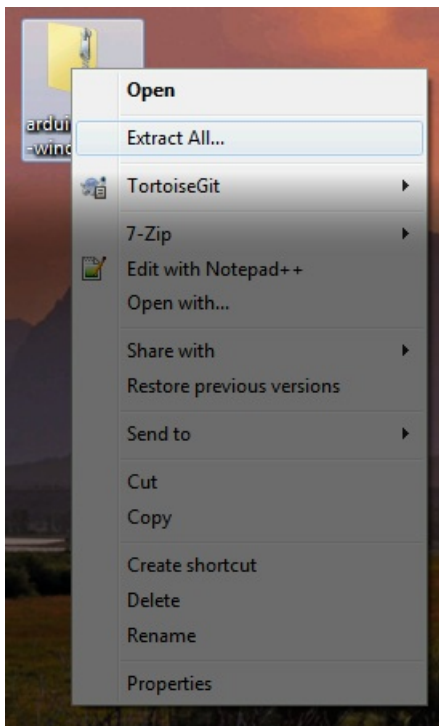 ardui
-wind
Open
Extract All...
TortoiseGit
7-Zip
Edit with Notepad++
Open with...
Share with
Restore previous versions
Send to
Cut
Copy
Create shortcut
Delete
Rename
Properties